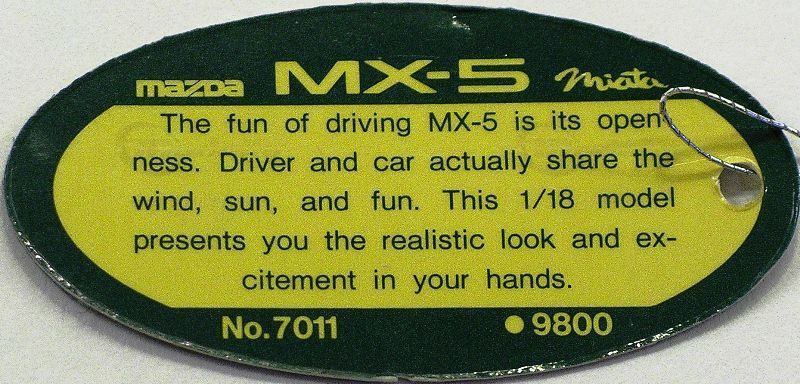 mazda MX-5 Miata
The fun of driving MX-5 is its open
ness. Driver and car actually share the
wind, sun, and fun. This 1/18 model
presents you the realistic look and ex-
citement in your hands.
No.7011 ●9800